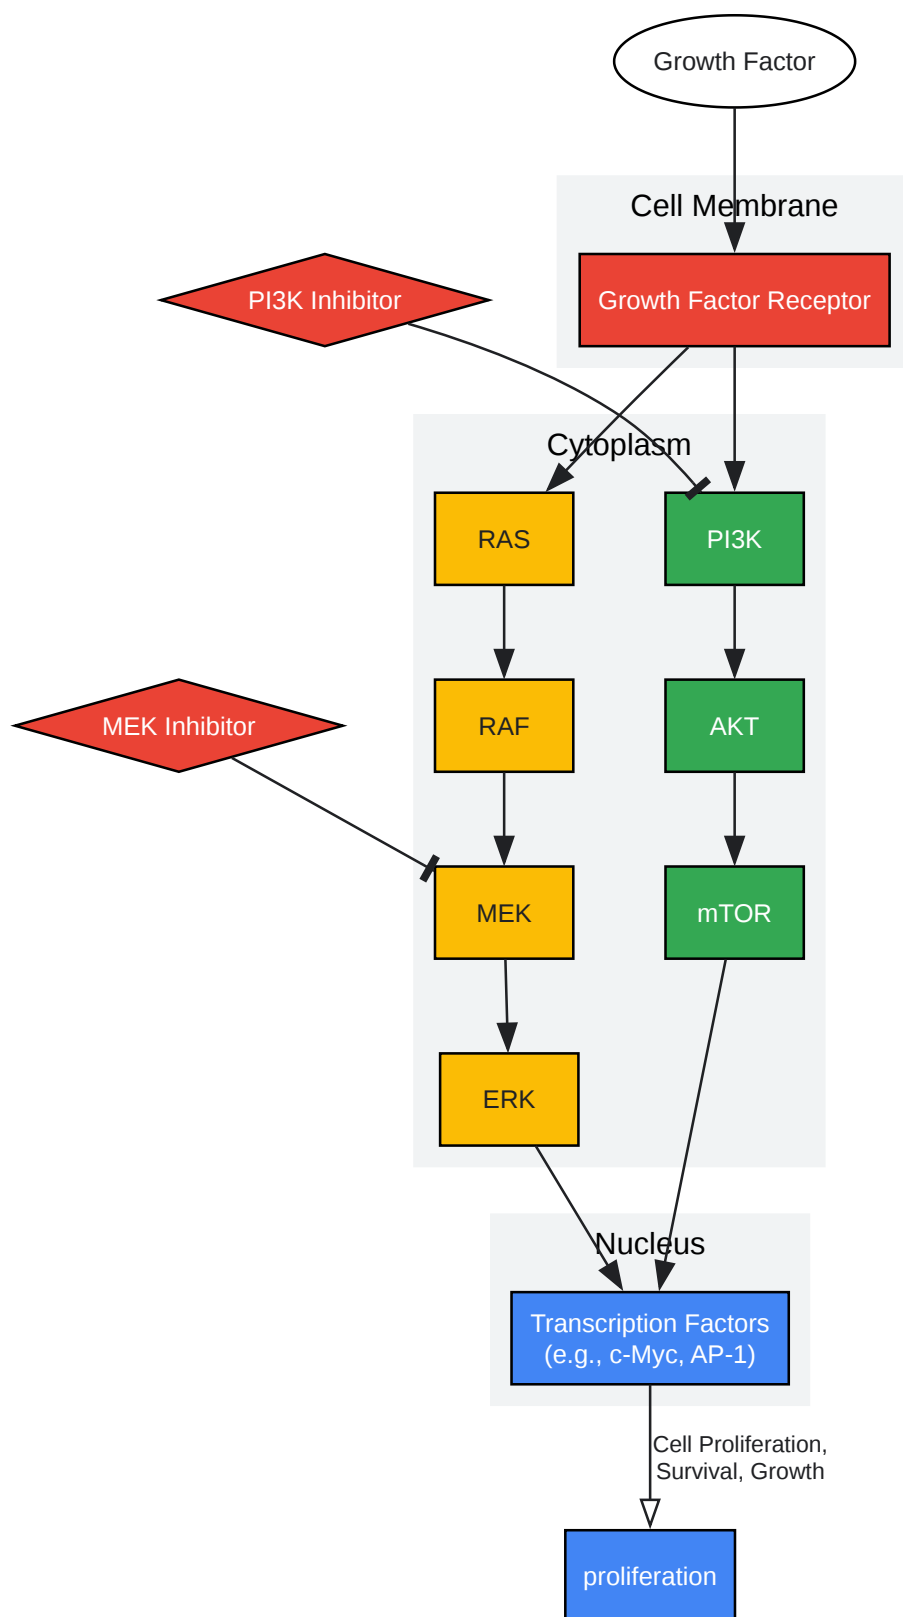 Growth Factor
Cell Membrane
PI3K Inhibitor
Growth Factor Receptor
Cytoplasm
RAS
PI3K
MEK Inhibitor
RAF
AKT
MEK
mTOR
ERK
Nucleus
Transcription Factors
(e.g., c-Myc, AP-1)
Cell Proliferation,
Survival, Growth
proliferation